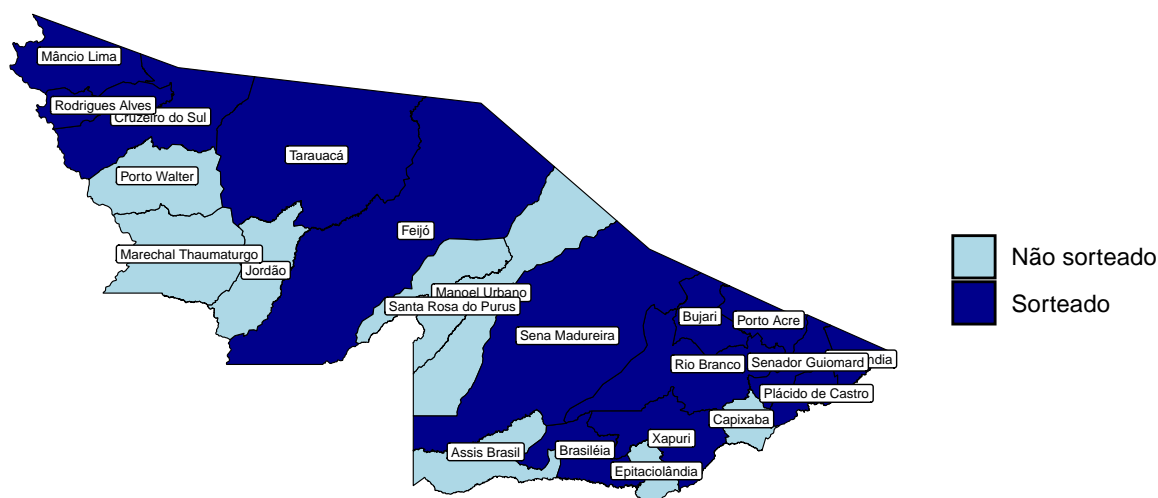 Mâncio Lima
Rodrigues Alves
Cruzeiro do Sul
Tarauacá
Porto Walter
Feijó
Marechal Thaumaturgo
Jordão
Manoel Urbano
Santa Rosa do Purus
Sena Madureira
Bujari
Porto Acre
Rio Branco
Senador Guiomard
Plácido de Castro
Capixaba
Xapuri
Assis Brasil
Brasiléia
Epitaciolândia
Não sorteado
Sorteado